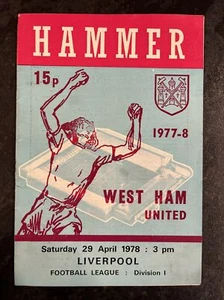 HAMMER
15p
1977-8
WEST HAM
UNITED
Saturday 29 April 1978 : 3 pm
LIVERPOOL
FOOTBALL LEAGUE : Division I